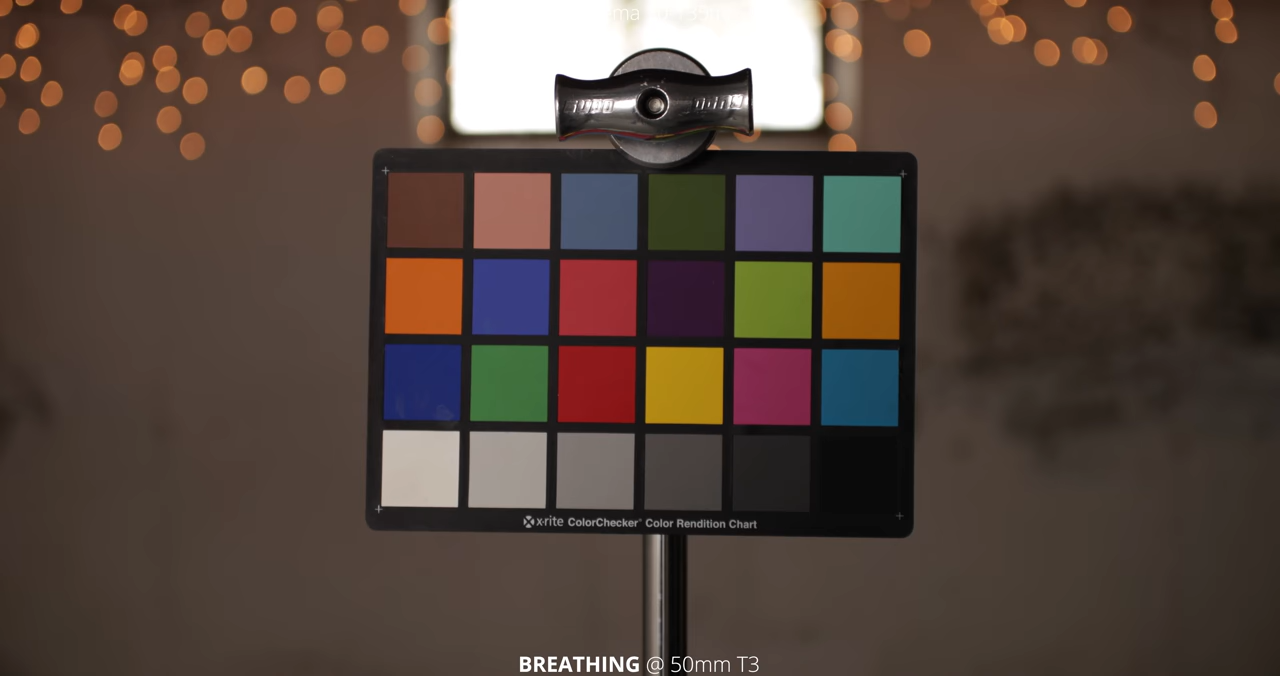 x-rite ColorChecker® Color Rendition Chart
BREATHING @ 50mm T3